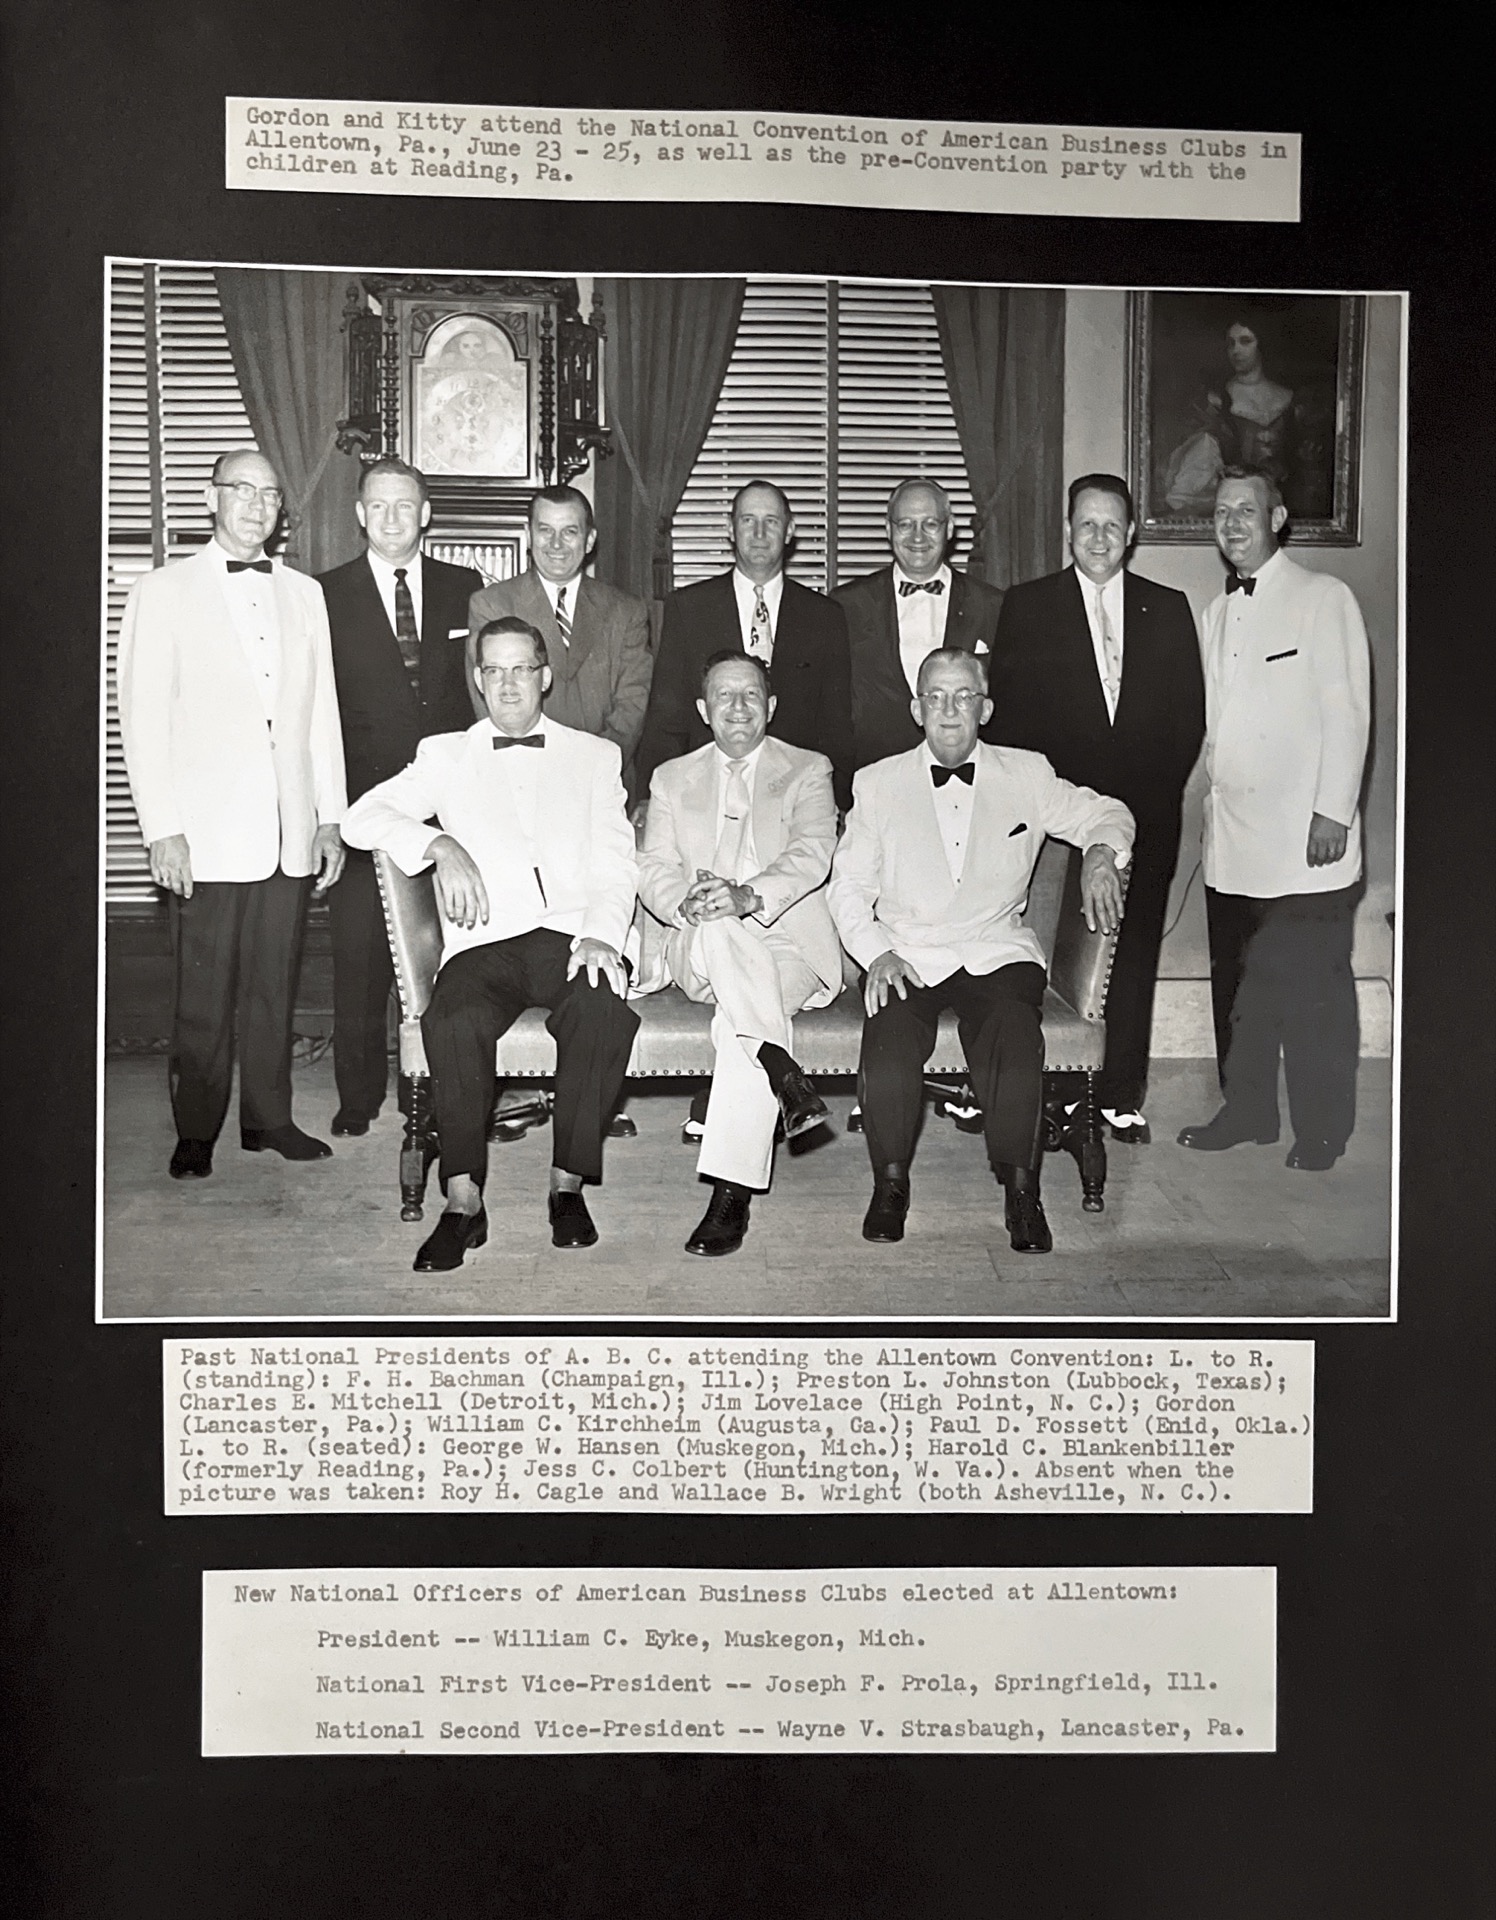 Gordon and Kitty attend the National Convention of American Business Clubs in
Allentown, Pa., June 23 - 25, as well as the pre-Convention party with the
children at Reading, Pa.
Past National Presidents of A. B. C. attending the Allentown Convention: L. to R.
(standing): F. H. Bachman (Champaign, Ill.); Preston L. Johnston (Lubbock, Texas);
Charles E. Mitchell (Detroit, Mich.); Jim Lovelace (High Point, N. C.); Gordon
(Lancaster, Pa.); William C. Kirchheim (Augusta, Ga.); Paul D. Fossett (Enid, Okla.)
L. to R. (seated): George W. Hansen (Muskegon, Mich.); Harold C. Blankenbiller
(formerly Reading, Pa.); Jess C. Colbert (Huntington, W. Va.). Absent when the
picture was taken: Roy H. Cagle and Wallace B. Wright (both Asheville, N. C.).
New National Officers of American Business Clubs elected at Allentown:
President -- William C. Eyke, Muskegon, Mich.
National First Vice-President -- Joseph F. Prola, Springfield, Ill.
National Second Vice-President -- Wayne V. Strasbaugh, Lancaster, Pa.